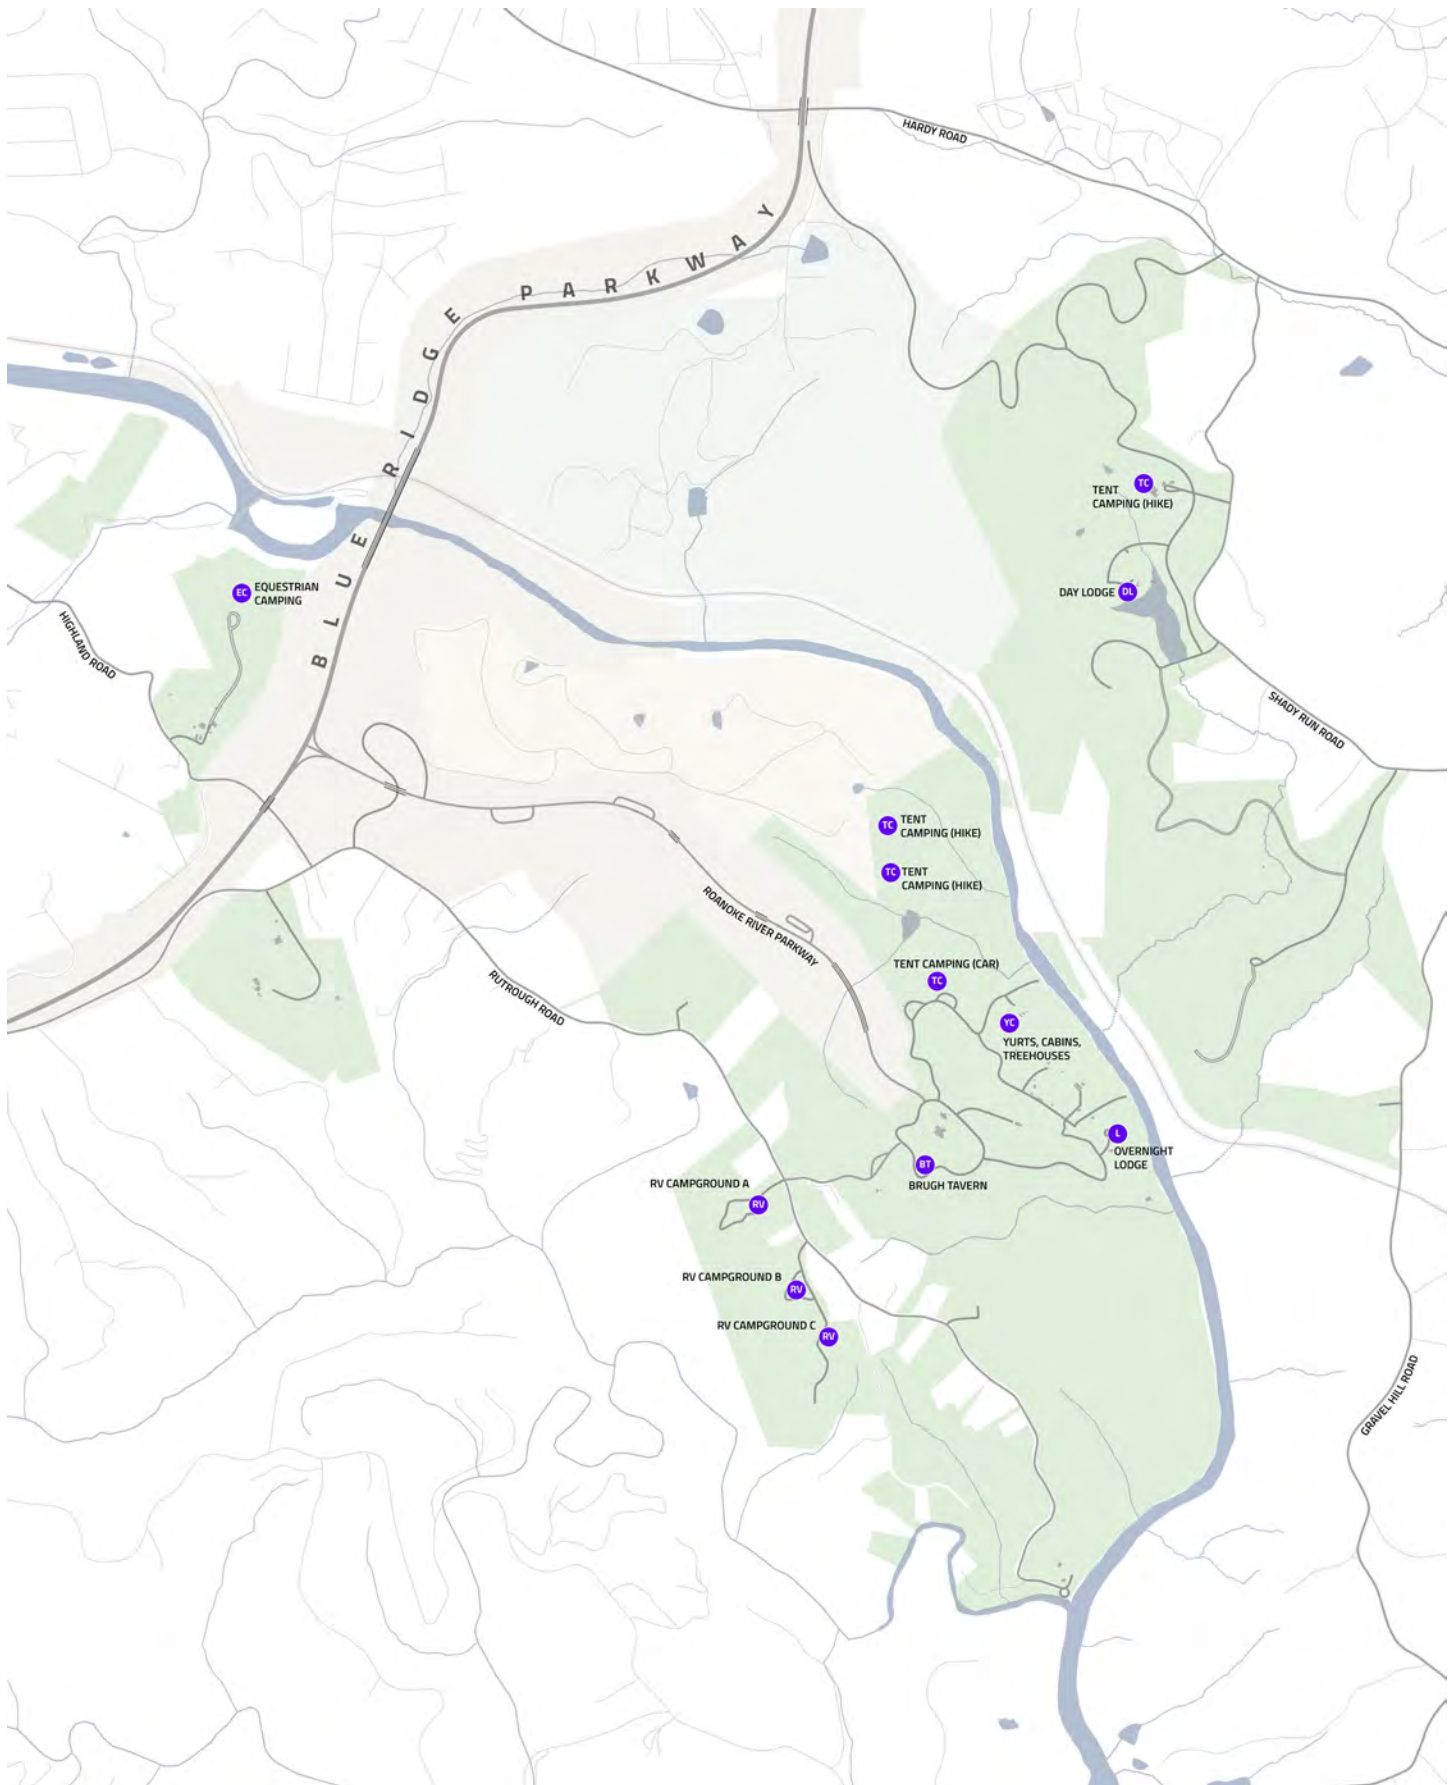 HARDY ROAD
BLUE RIDGE PARKWAY
TC
TENT
CAMPING (HIKE)
EC
EQUESTRIAN
CAMPING
DAY LODGE
DL
HIGHLAND ROAD
SHADY RUN ROAD
TC
TENT
CAMPING (HIKE)
TC
TENT
CAMPING (HIKE)
ROANOKE RIVER PARKWAY
TENT CAMPING (CAR)
TC
RUTROUGH ROAD
YC
YURTS, CABINS,
TREEHOUSES
L
OVERNIGHT
LODGE
BT
BRUGH TAVERN
RV CAMPGROUND A
RV
RV CAMPGROUND B
RV
RV CAMPGROUND C
RV
GRAVEL HILL ROAD